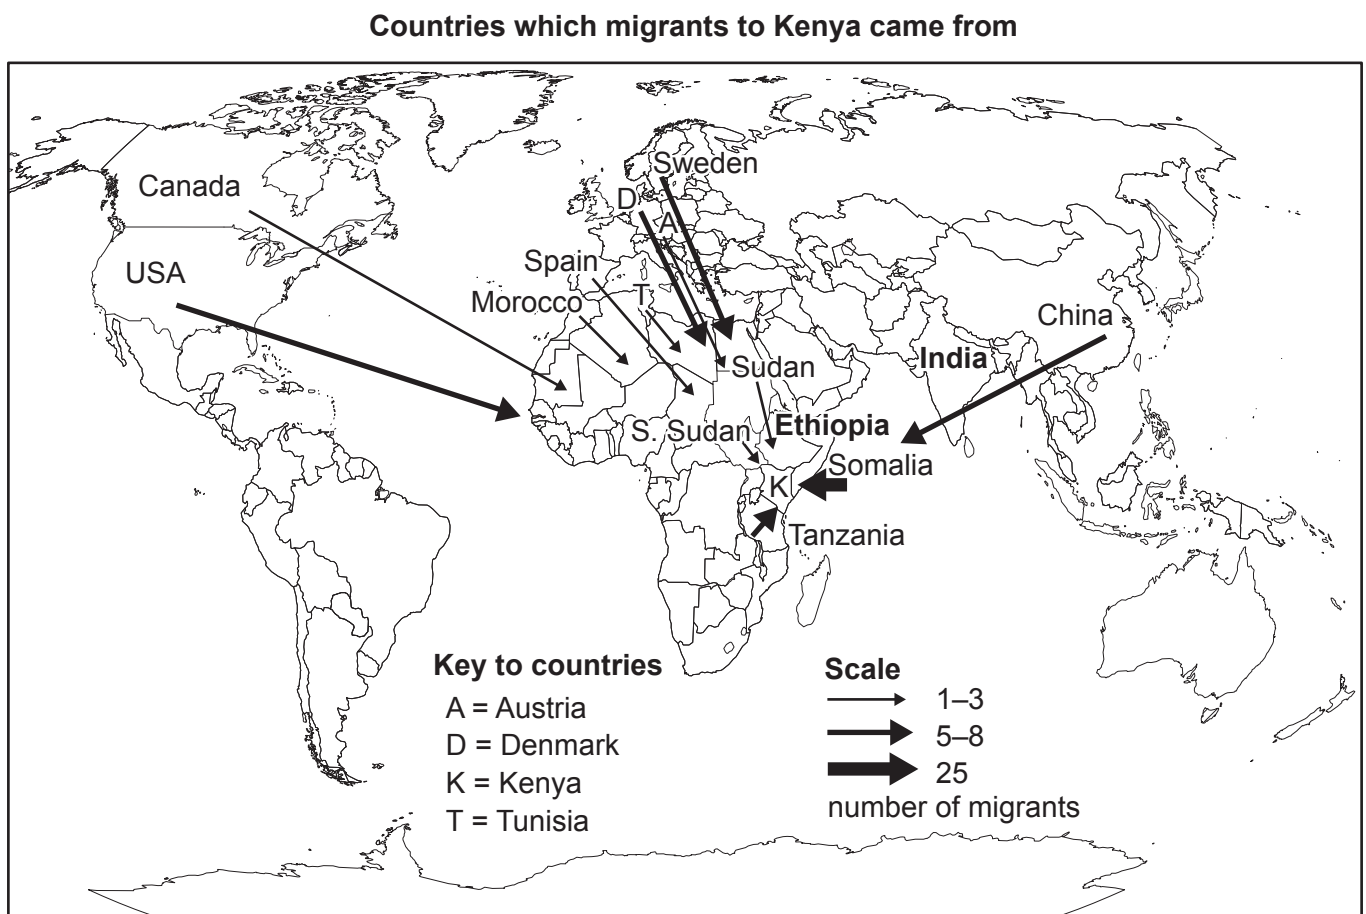 Countries which migrants to Kenya came from
Sweden
Canada
D
A
Spain
USA
T
Morocco
China
India
Sudan
Ethiopia
S. Sudan
Somalia
K
Tanzania
Key to countries
A = Austria
D = Denmark
K = Kenya
T = Tunisia
Scale
1–3
5–8
25
number of migrants